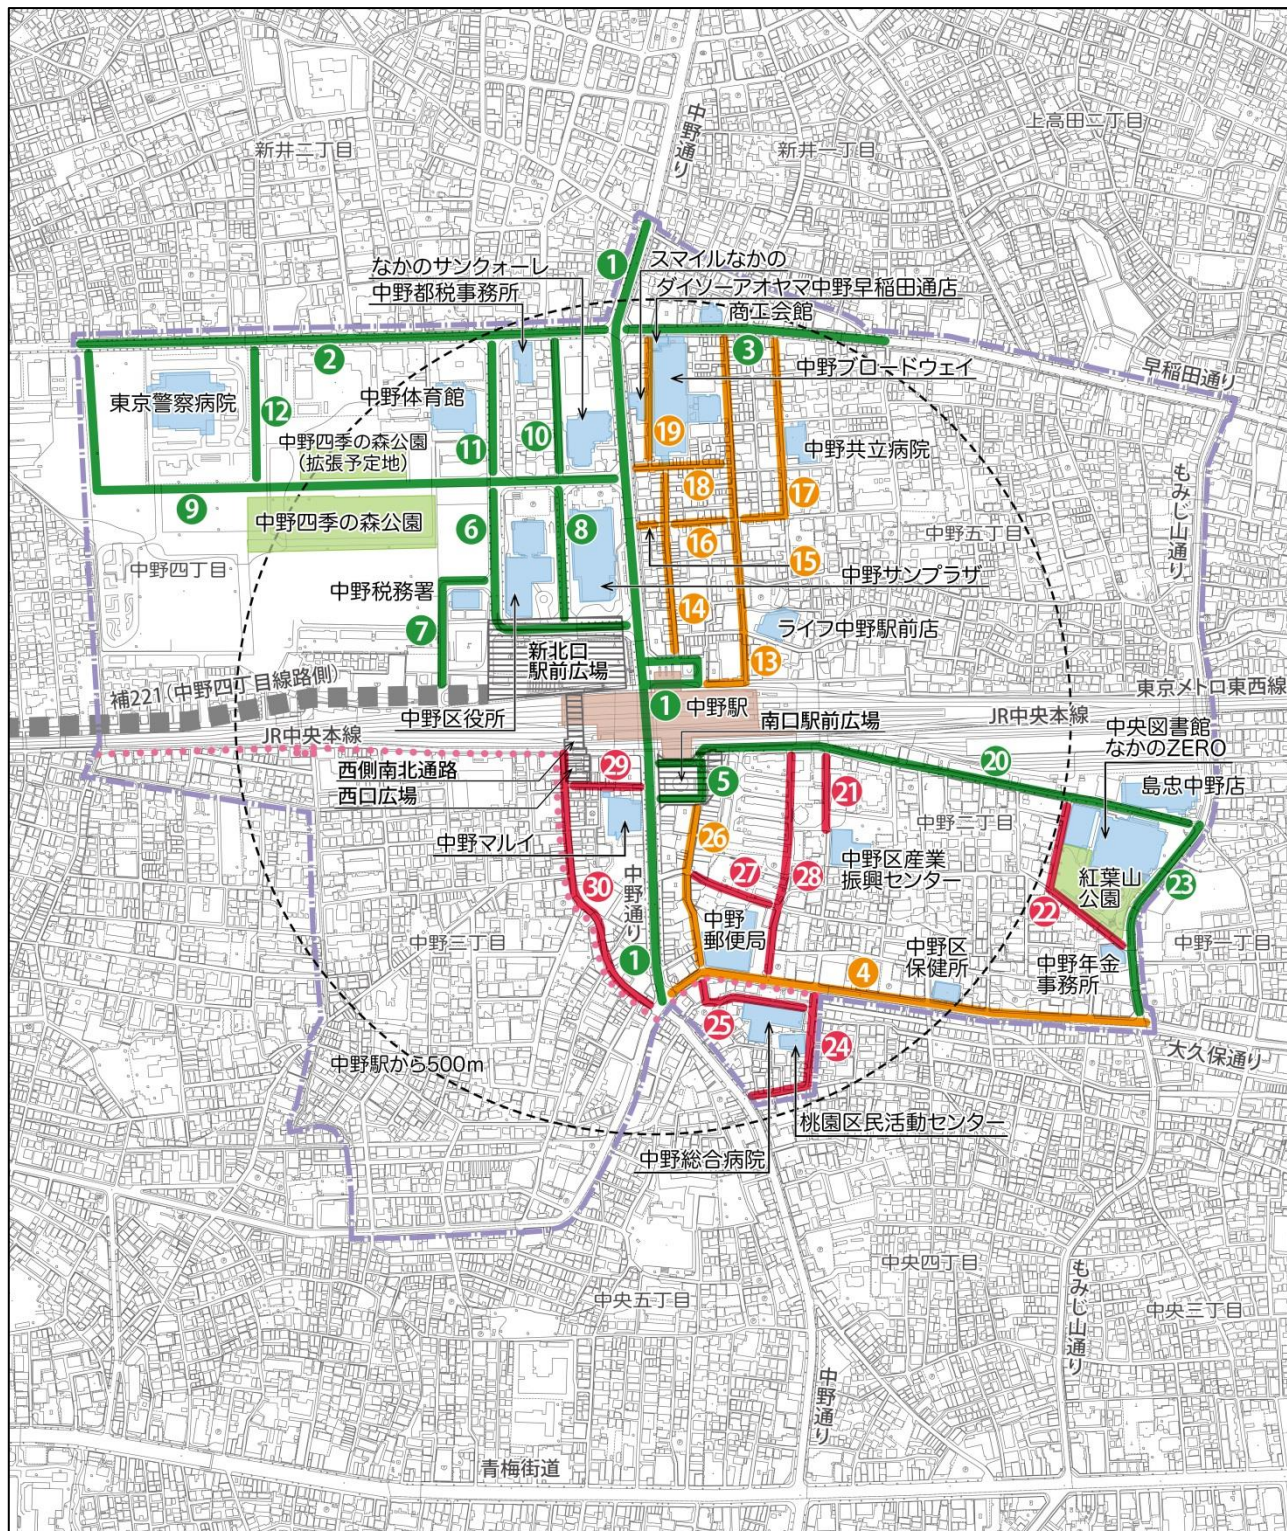 中野通り
上高田二丁目
新井二丁目
新井一丁目
1
スマイルなかの
なかのサンクォーレ
ダイソーアオヤマ中野早稲田通店
中野都税事務所
商工会館
2
3
中野ブロードウェイ
早稲田通り
東京警察病院
12
中野体育館
11
10
19
中野共立病院
中野四季の森公園
(拡張予定地)
18
17
もみじ山通り
9
中野四季の森公園
6
8
16
15
中野五丁目
中野四丁目
中野サンプラザ
中野税務署
7
14
ライフ中野駅前店
新北口
駅前広場
13
補221(中野四丁目線路側)
東京メトロ東西線
中野区役所
1
中野駅
南口駅前広場
JR中央本線
JR中央本線
中央図書館
なかのZERO
西側南北通路
西口広場
29
5
20
島忠中野店
21
中野マルイ
26
中野二丁目
中野区産業
振興センター
27
28
中野通り
30
紅葉山
公園
23
22
中野三丁目
中野
郵便局
中野区
保健所
中野一丁目
1
4
中野年金
事務所
25
24
大久保通り
中野駅から500m
桃園区民活動センター
中野総合病院
中央四丁目
中央五丁目
もみじ山通り
中央三丁目
中野通り
青梅街道